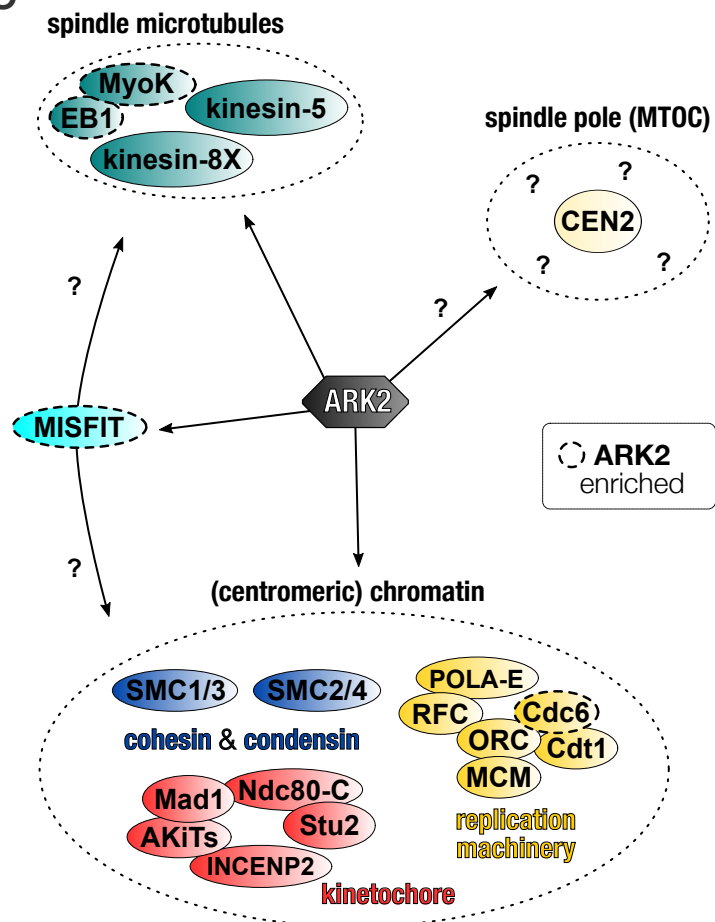 spindle microtubules
MyoK
EB1
kinesin-5
kinesin-8X
spindle pole (MTOC)
?
?
CEN2
?
?
?
?
ARK2
MISFIT
ARK2
enriched
?
(centromeric) chromatin
SMC1/3
SMC2/4
cohesin & condensin
POLA-E
RFC
Cdc6
ORC
Cdt1
MCM
replication
machinery
Mad1
Ndc80-C
Stu2
AKiTs
INCENP2
kinetochore